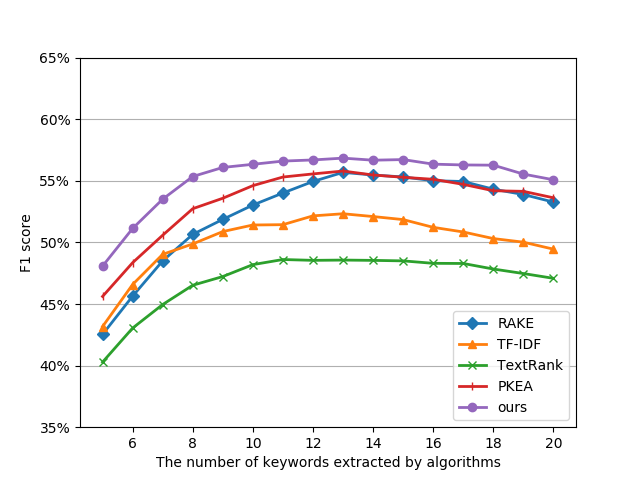 65%
60%
55%
50%
45%
40%
35%
F1 score
6 8 10 12 14 16 18 20
The number of keywords extracted by algorithms
RAKE
TF-IDF
TextRank
PKEA
ours